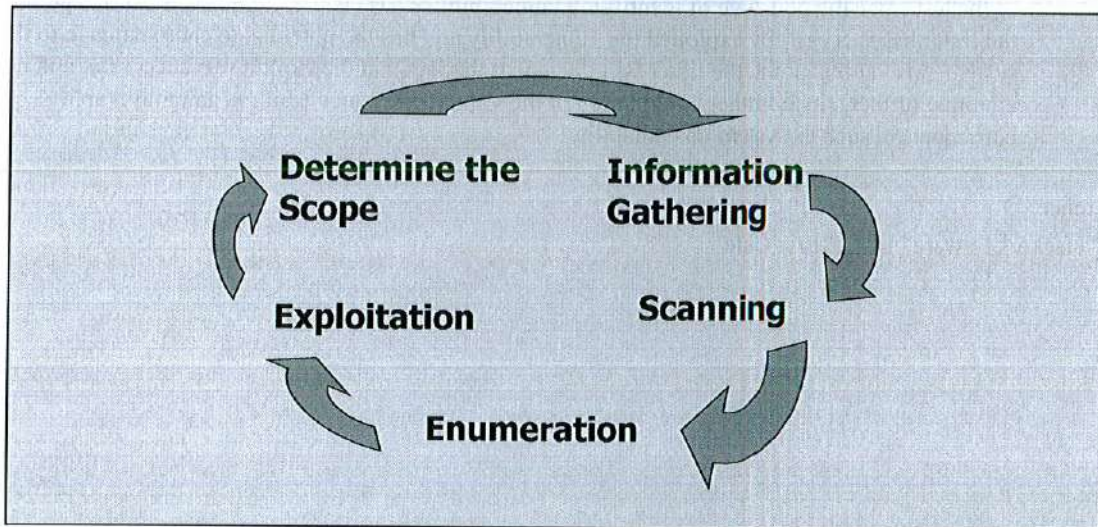 Determine the
Scope
Information
Gathering
Scanning
Enumeration
Exploitation